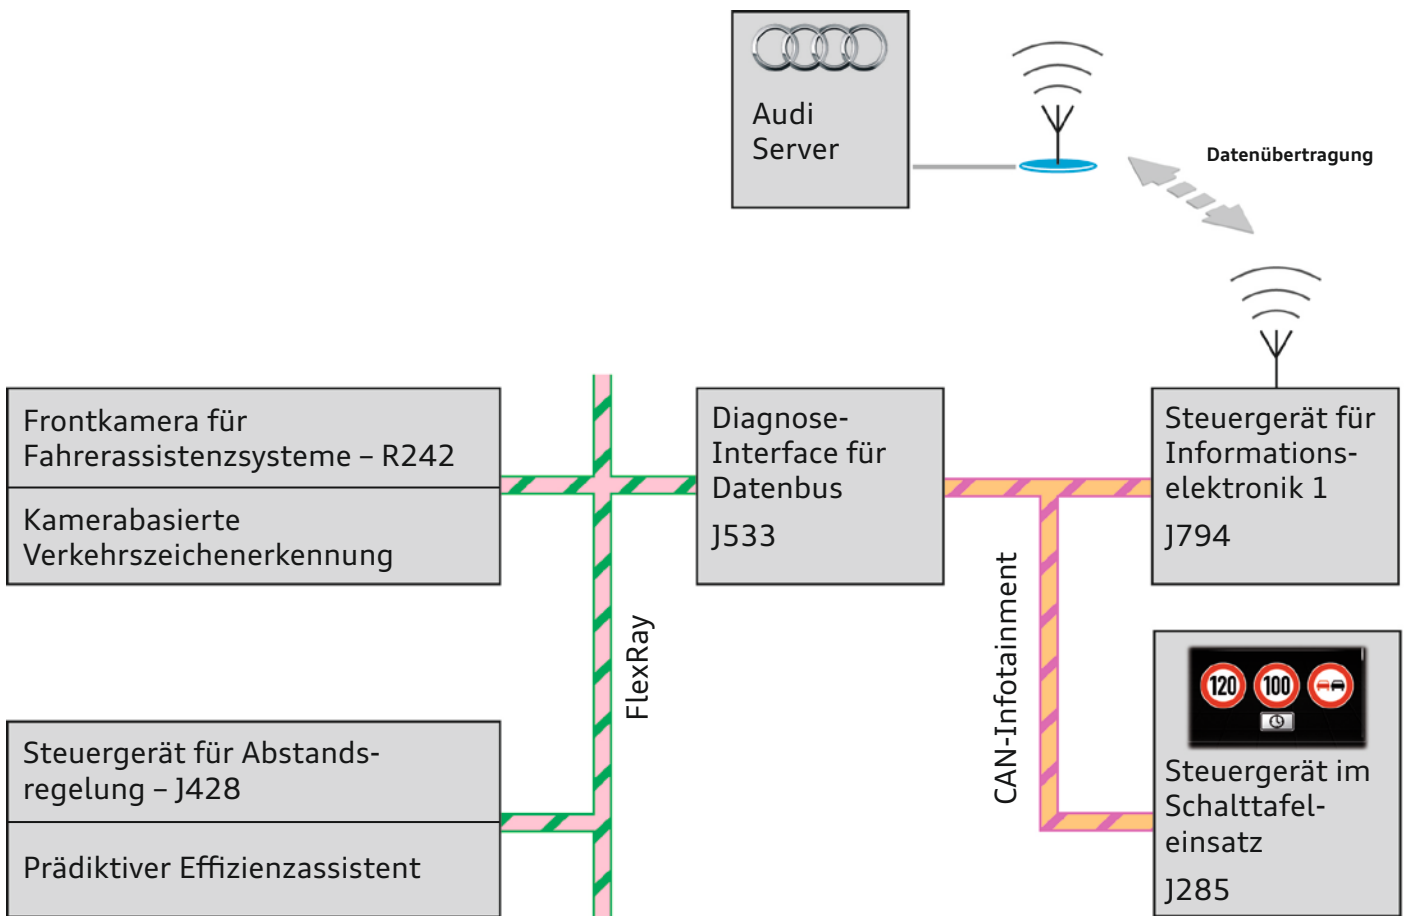 Audi
Server
Datenübertragung
Frontkamera für
Fahrerassistenzsysteme – R242
Kamerabasierte
Verkehrszeichenerkennung
Diagnose-
Interface für
Datenbus
J533
Steuergerät für
Informations-
elektronik 1
J794
FlexRay
CAN-Infotainment
Steuergerät für Abstands-
regelung – J428
Prädiktiver Effizienzassistent
120 100
Steuergerät im
Schalttafel-
einsatz
J285